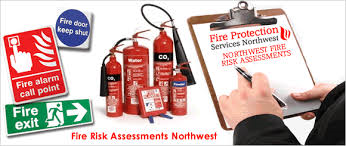 Fire door
keep shut
Fire alarm
call point
Fire
exit
Water
CO2
CO2
Powder
Fire Protection
Services Northwest
NORTHWEST FIRE
RISK ASSESSMENTS
Fire Risk Assessments Northwest